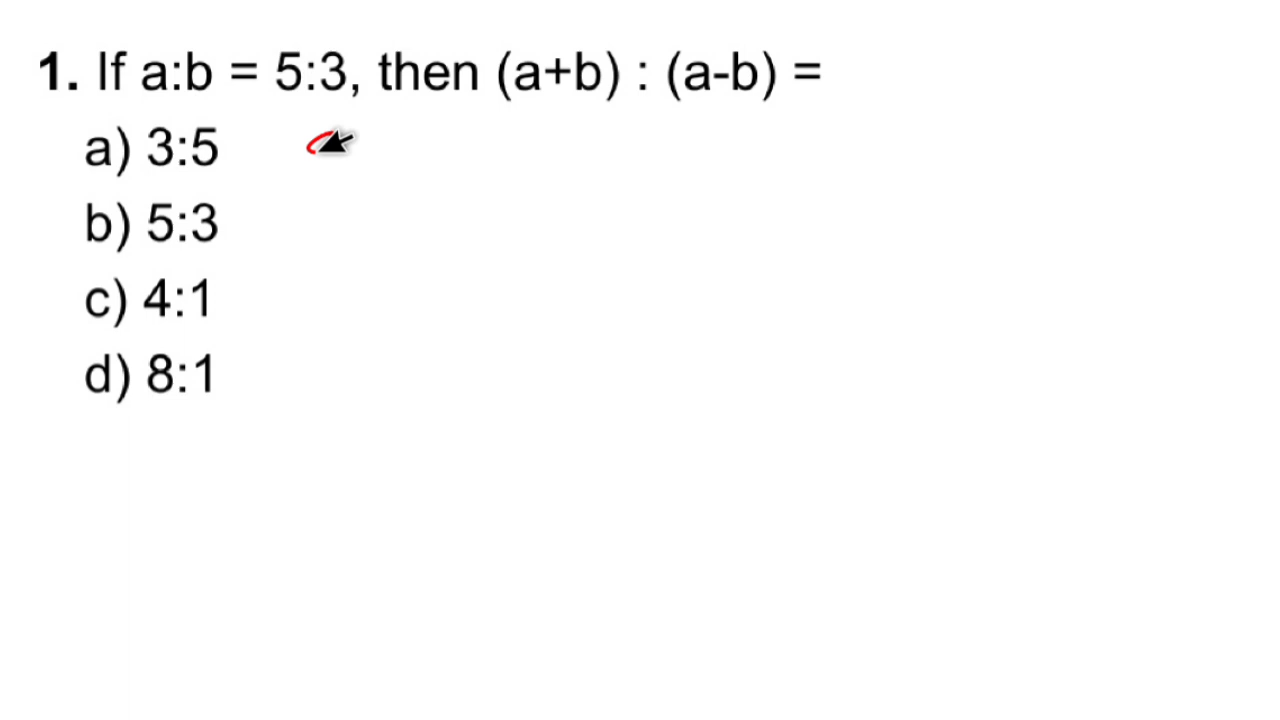 1. If a:b = 5:3, then (a+b) : (a-b) =
a) 3:5
b) 5:3
c) 4:1
d) 8:1